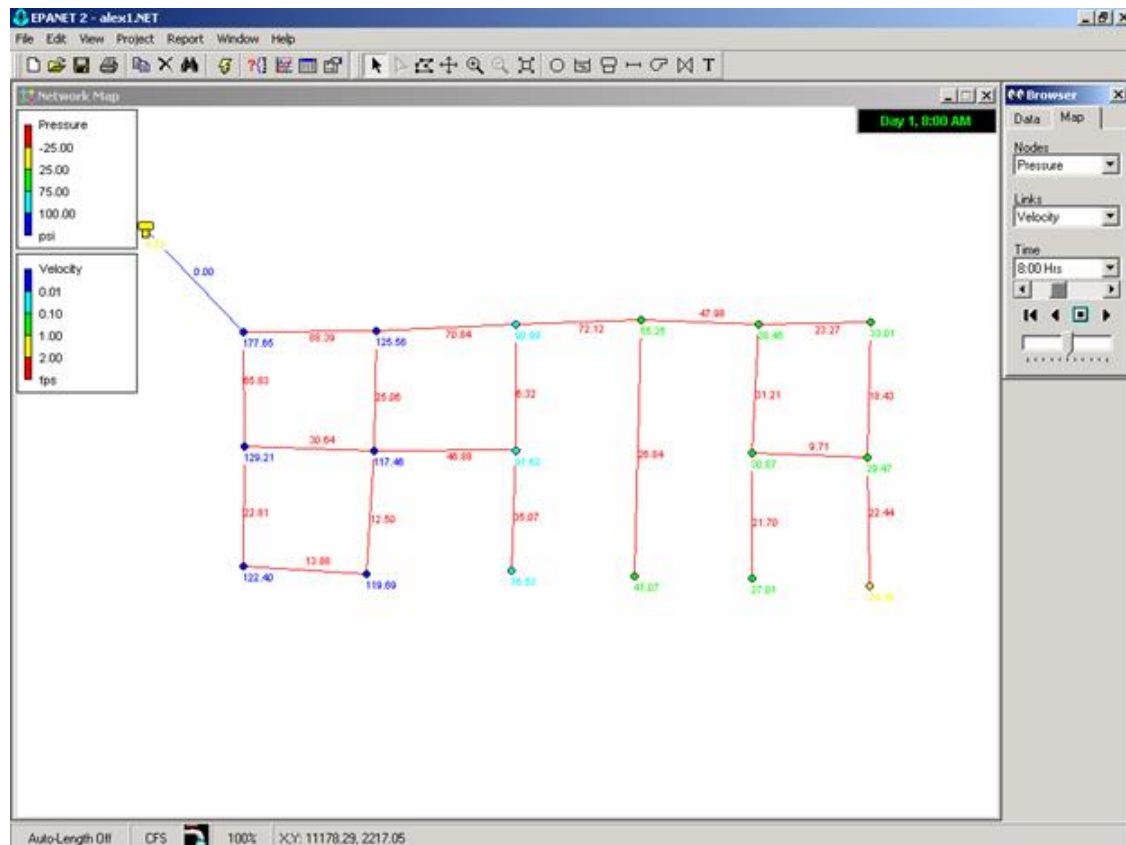 EPANET 2 - alex1.NET
File Edit View Project Report Window Help
Network Map
Day 1, 8:00 AM
Browser
Data Map
Pressure
-25.00
25.00
75.00
100.00
psi
Velocity
0.01
0.10
1.00
2.00
fps
Nodes
Pressure
Links
Velocity
Time
8:00 Hrs
0.00
47.98
88.39 70.84 72.12 23.27
177.65 125.56 55.25
65.83 25.06 6.32 31.21 18.43
30.64 46.88 9.71
129.21 117.46 29.47
26.84
22.81 12.50 35.07 21.70 22.44
13.88
122.40 119.69 41.07 27.01
Auto-Length Off CFS 100% X,Y: 11178.29, 2217.05